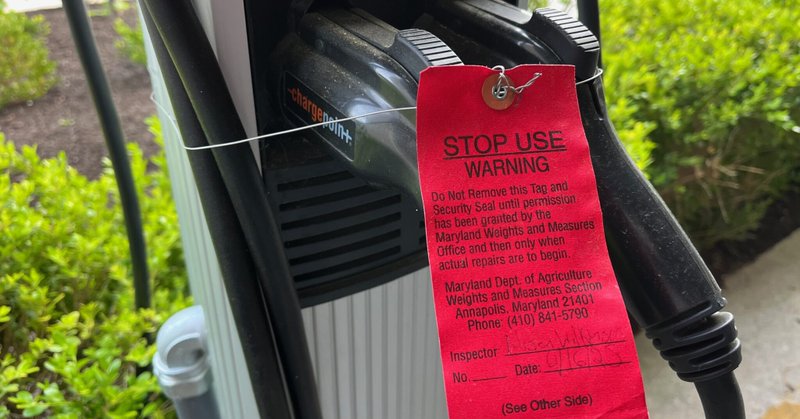 chargepoin+
STOP USE
WARNING
Do Not Remove this Tag and
Security Seal until permission
has been granted by the
Maryland Weights and Measures
Office and then only when
actual repairs are to begin.
Maryland Dept. of Agriculture
Weights and Measures Section
Annapolis, Maryland 21401
Phone: (410) 841-5790
Inspector
No. Date:
(See Other Side)